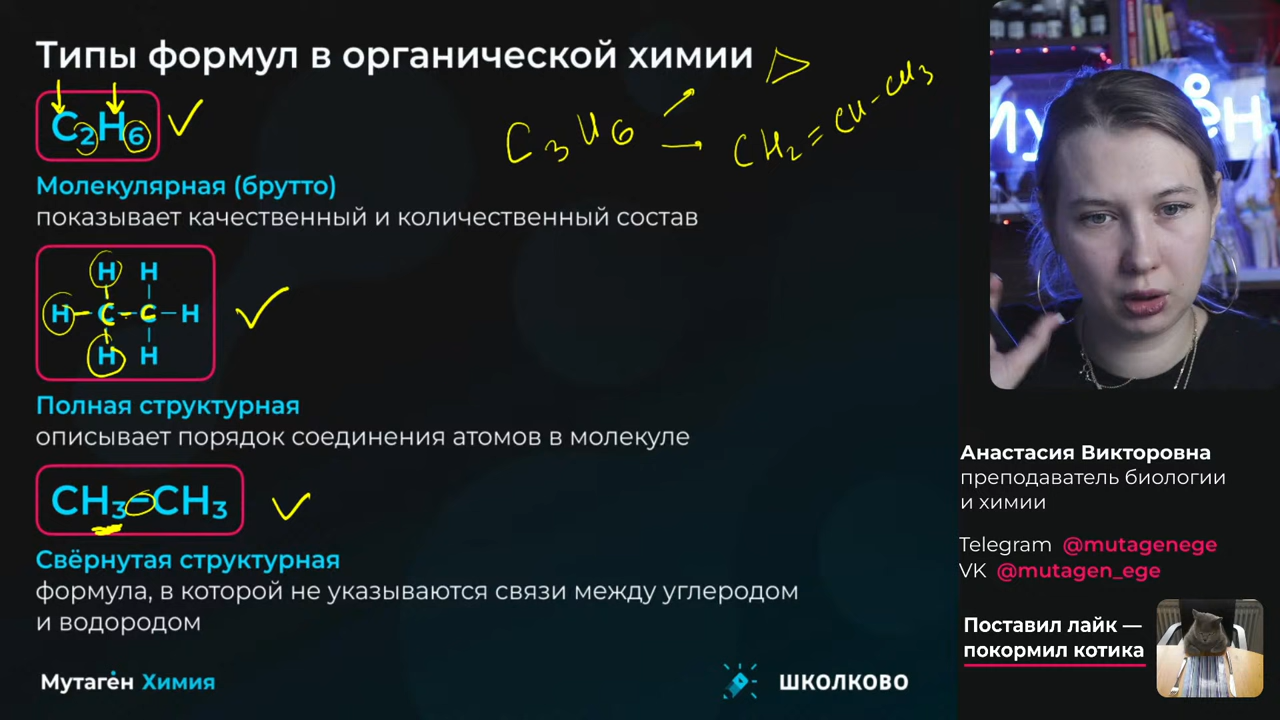 Типы формул в органической химии
C₂H₆
C₃H₆ → CH₂=CH-CH₃
Молекулярная (брутто)
показывает качественный и количественный состав
H H
H-C-C-H
H H
Полная структурная
описывает порядок соединения атомов в молекуле
CH₃-CH₃
Свёрнутая структурная
формула, в которой не указываются связи между углеродом
и водородом
Мутаген Химия
ШКОЛКОВО
Анастасия Викторовна
преподаватель биологии
и химии
Telegram @mutagenege
VK @mutagen_ege
Поставил лайк —
покормил котика